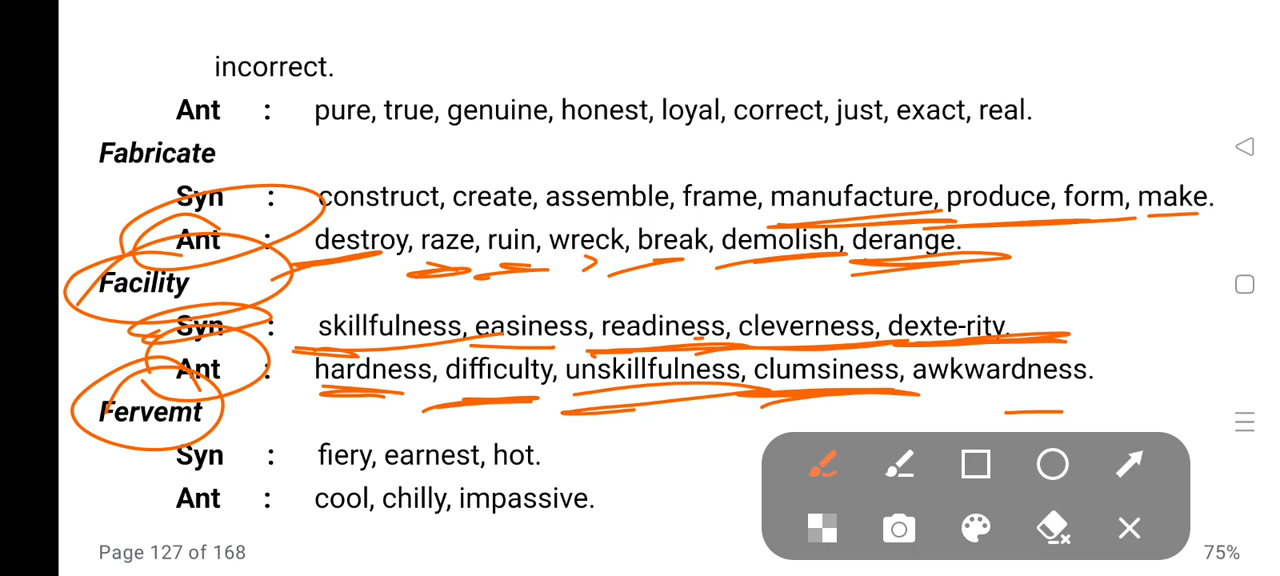 incorrect.
Ant : pure, true, genuine, honest, loyal, correct, just, exact, real.
Fabricate
Syn : construct, create, assemble, frame, manufacture, produce, form, make.
Ant : destroy, raze, ruin, wreck, break, demolish, derange.
Facility
Syn : skillfulness, easiness, readiness, cleverness, dexte-rity.
Ant : hardness, difficulty, unskillfulness, clumsiness, awkwardness.
Fervemt
Syn : fiery, earnest, hot.
Ant : cool, chilly, impassive.
Page 127 of 168 75%